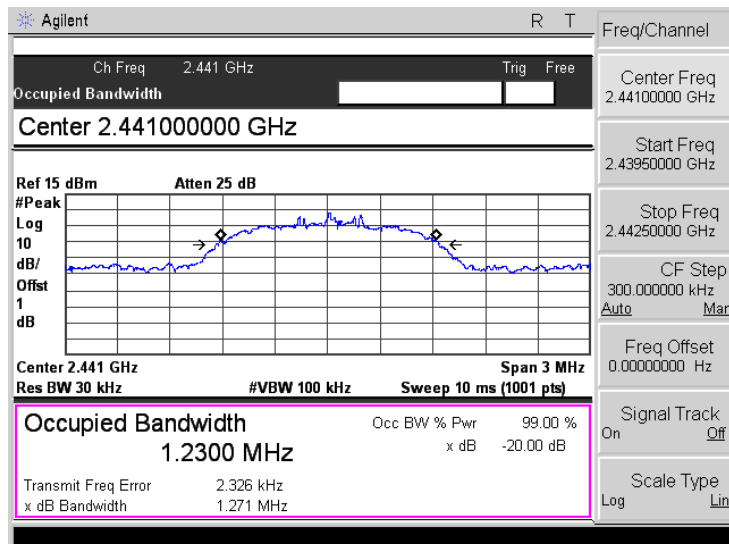 Agilent R T
Ch Freq 2.441 GHz Trig Free
Occupied Bandwidth
Center 2.441000000 GHz
Ref 15 dBm Atten 25 dB
#Peak
Log
10
dB/
Offst
1
dB
Center 2.441 GHz Span 3 MHz
Res BW 30 kHz #VBW 100 kHz Sweep 10 ms (1001 pts)
Occupied Bandwidth
1.2300 MHz
Occ BW % Pwr 99.00 %
x dB -20.00 dB
Transmit Freq Error 2.326 kHz
x dB Bandwidth 1.271 MHz
Freq/Channel
Center Freq
2.44100000 GHz
Start Freq
2.43950000 GHz
Stop Freq
2.44250000 GHz
CF Step
300.000000 kHz
Auto Mar
Freq Offset
0.00000000 Hz
Signal Track
On Off
Scale Type
Log Lin